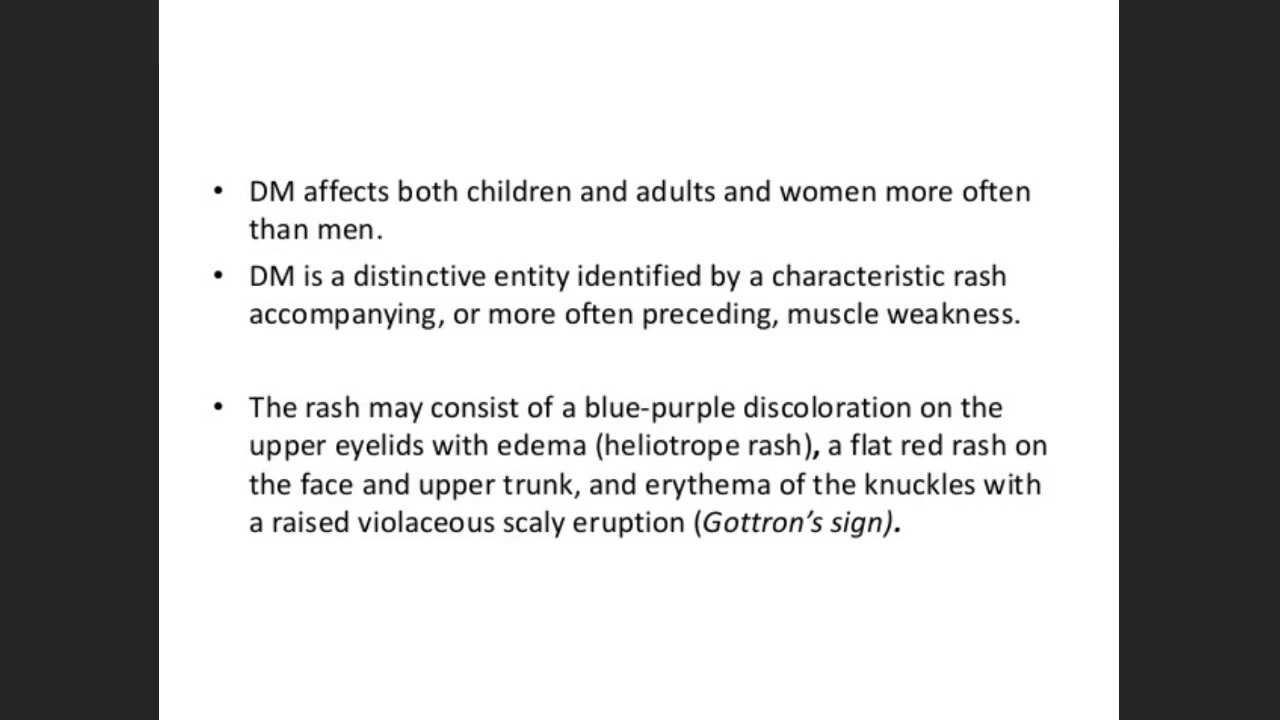 • DM affects both children and adults and women more often
than men.
• DM is a distinctive entity identified by a characteristic rash
accompanying, or more often preceding, muscle weakness.
• The rash may consist of a blue-purple discoloration on the
upper eyelids with edema (heliotrope rash), a flat red rash on
the face and upper trunk, and erythema of the knuckles with
a raised violaceous scaly eruption (Gottron’s sign).